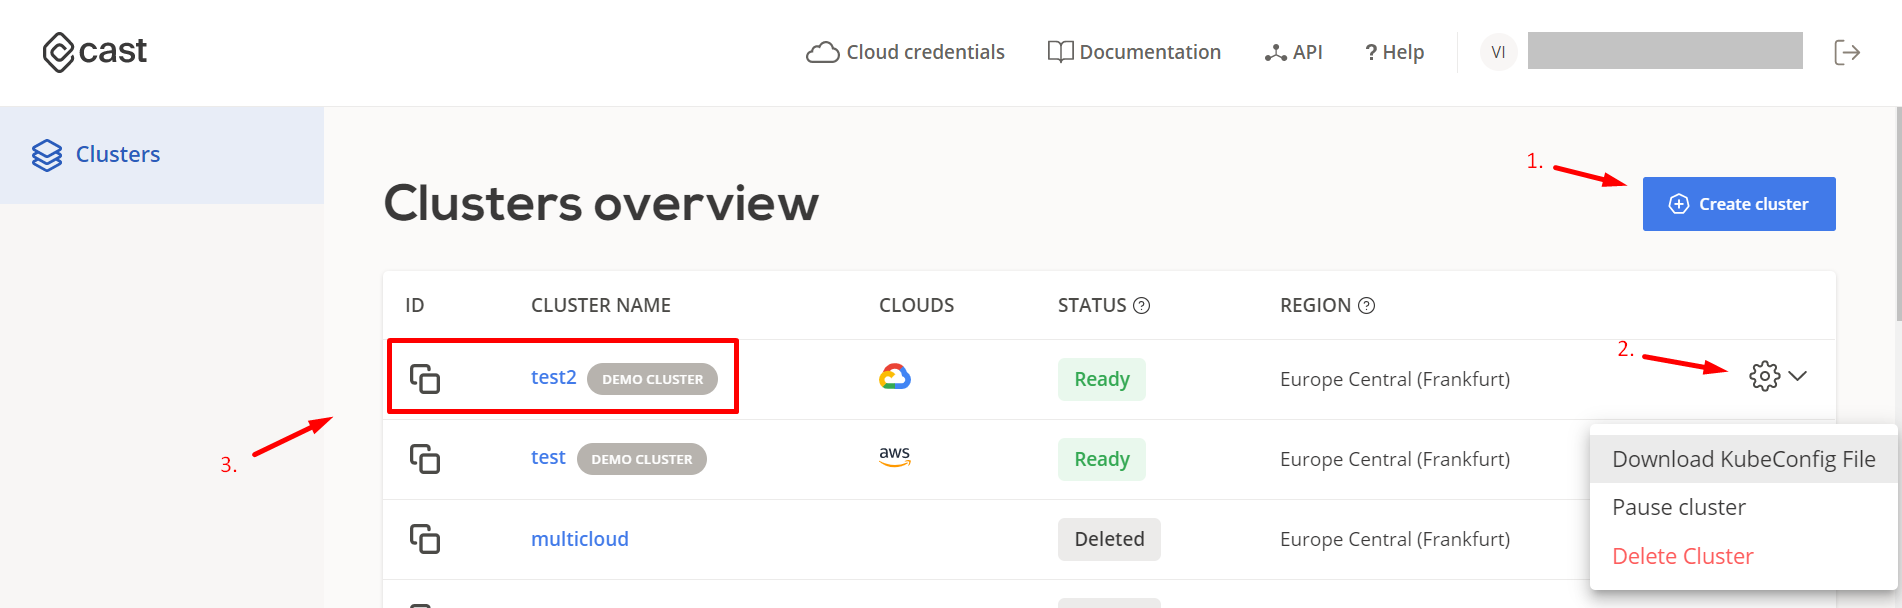 cast
Cloud credentials
Documentation
API
? Help
VI
Clusters
1.
Clusters overview
Create cluster
ID CLUSTER NAME CLOUDS STATUS REGION
2.
test2 DEMO CLUSTER Ready Europe Central (Frankfurt)
3.
test DEMO CLUSTER aws Ready Europe Central (Frankfurt)
multicloud Deleted Europe Central (Frankfurt)
Download KubeConfig File
Pause cluster
Delete Cluster